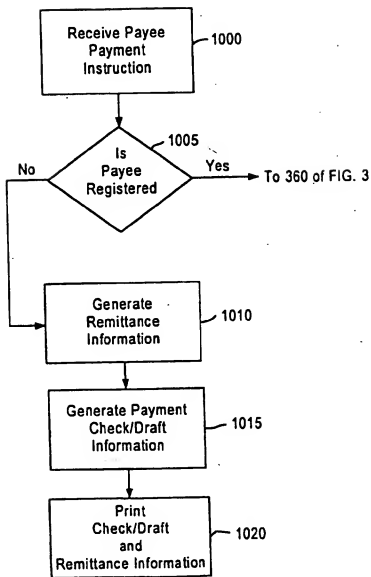 Receive Payee
Payment
Instruction
1000
1005
Is
Payee
Registered
No
Yes
To 360 of FIG. 3
Generate
Remittance
Information
1010
Generate Payment
Check/Draft
Information
1015
Print
Check/Draft
and
Remittance Information
1020